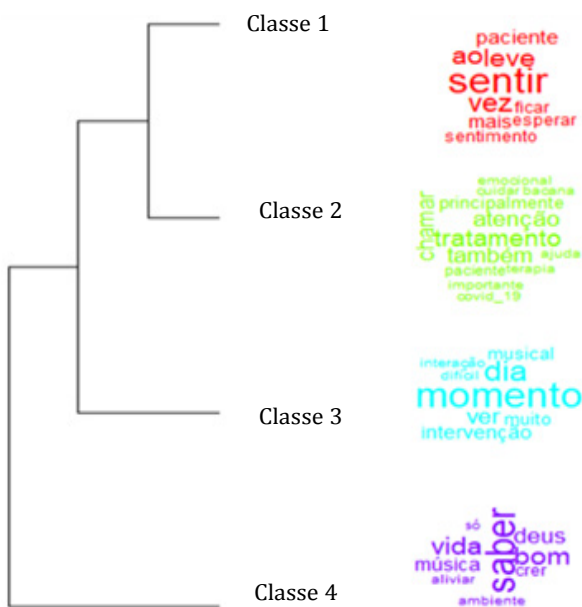 Classe 1
paciente
ao leve
sentir
vez ficar
mais esperar
sentimento
Classe 2
emocional
cuidar bacana
principalmente
chamar
atenção
tratamento
também ajuda
paciente terapia
importante
covid_19
Classe 3
interação musical
difícil dia
momento
ver muito
intervenção
Classe 4
só
saber
deus
vida
bom
música
crer
aliviar
ambiente